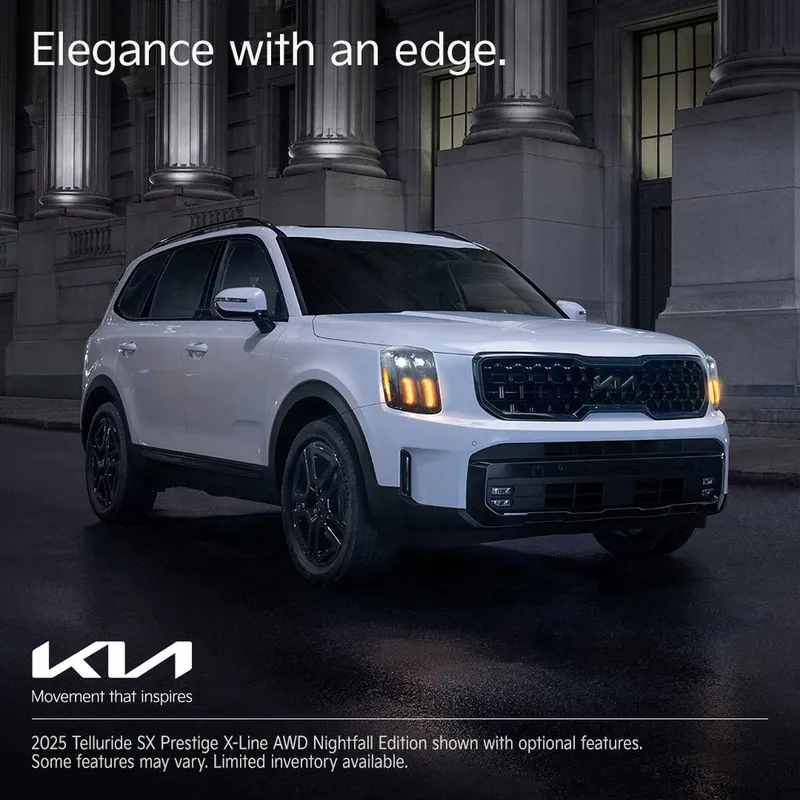 Elegance with an edge.
KIA
Movement that inspires
2025 Telluride SX Prestige X-Line AWD Nightfall Edition shown with optional features.
Some features may vary. Limited inventory available.